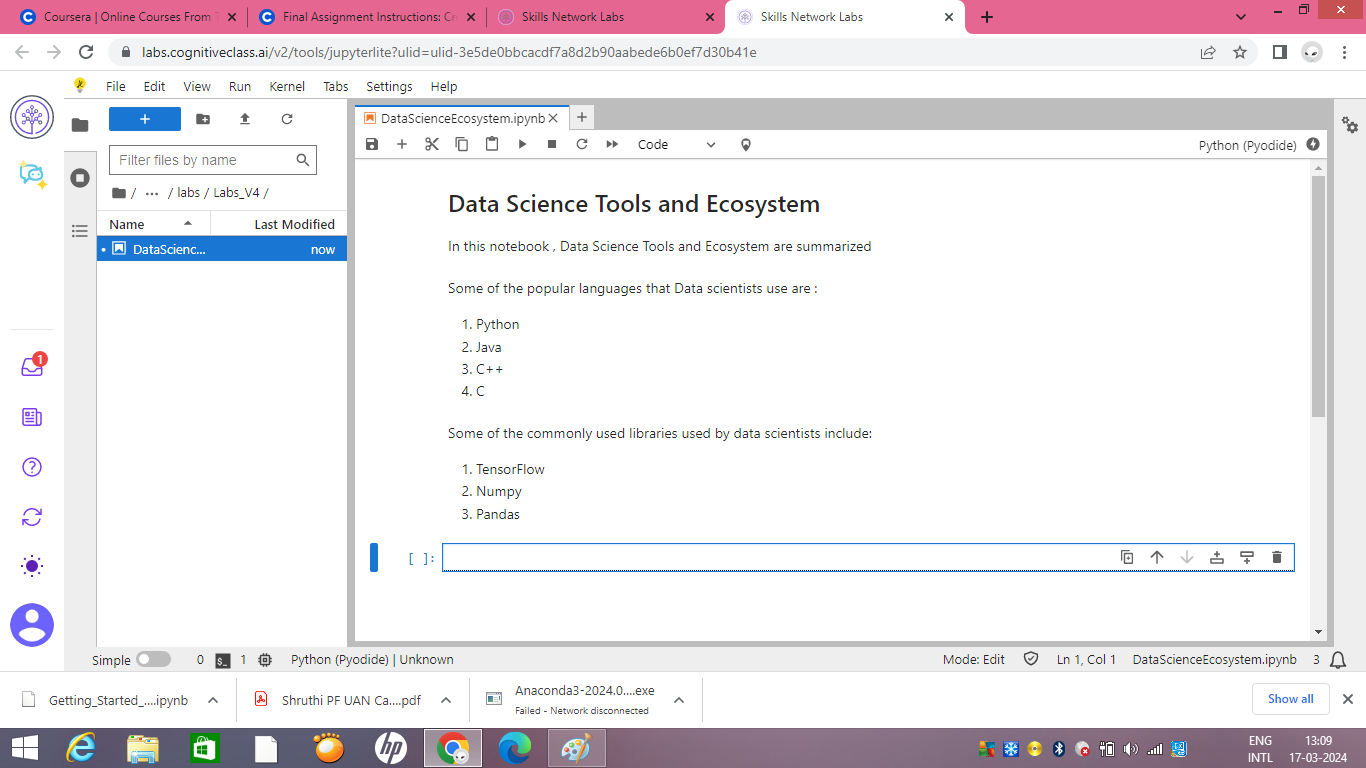 Coursera | Online Courses From T
Final Assignment Instructions: Cr
Skills Network Labs
Skills Network Labs
labs.cognitiveclass.ai/v2/tools/jupyterlite?ulid=ulid-3e5de0bbcacdf7a8d2b90aabede6b0ef7d30b41e
File Edit View Run Kernel Tabs Settings Help
DataScienceEcosystem.ipynb
Code
Python (Pyodide)
Filter files by name
/ ... / labs / Labs_V4 /
Name Last Modified
DataScienc... now
Data Science Tools and Ecosystem
In this notebook , Data Science Tools and Ecosystem are summarized
Some of the popular languages that Data scientists use are :
1. Python
2. Java
3. C++
4. C
Some of the commonly used libraries used by data scientists include:
1. TensorFlow
2. Numpy
3. Pandas
[ ]:
1
Simple 0 $_ 1 Python (Pyodide) | Unknown
Mode: Edit Ln 1, Col 1 DataScienceEcosystem.ipynb 3
Getting_Started_....ipynb
Shruthi PF UAN Ca....pdf
Anaconda3-2024.0....exe
Failed - Network disconnected
Show all
hp
ENG 13:09
INTL 17-03-2024